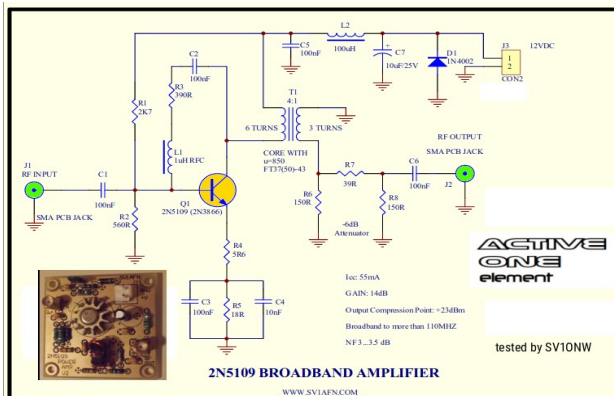 L2
100uH
C5
100nF
C7
10uF/25V
D1
1N4002
J3
12VDC
1
2
CON2
C2
100nF
R3
390R
R1
2K7
T1
4:1
6 TURNS
3 TURNS
CORE WITH
u=850
FT37(50)-43
L1
1uH RFC
J1
RF INPUT
C1
100nF
SMA PCB JACK
R2
560R
Q1
2N5109 (2N3866)
RF OUTPUT
SMA PCB JACK
R7
39R
C6
100nF
J2
R6
150R
R8
150R
-6dB
Attenuator
R4
5R6
C3
100nF
R5
18R
C4
10nF
Icc: 55mA
GAIN: 14dB
Output Compression Point: +23dBm
Broadband to more than 110MHZ
NF 3...3.5 dB
ACTIVE
ONE
element
tested by SV1ONW
SV1AFN
2N5109
POWER
AMP
2N5109 BROADBAND AMPLIFIER
WWW.SV1AFN.COM